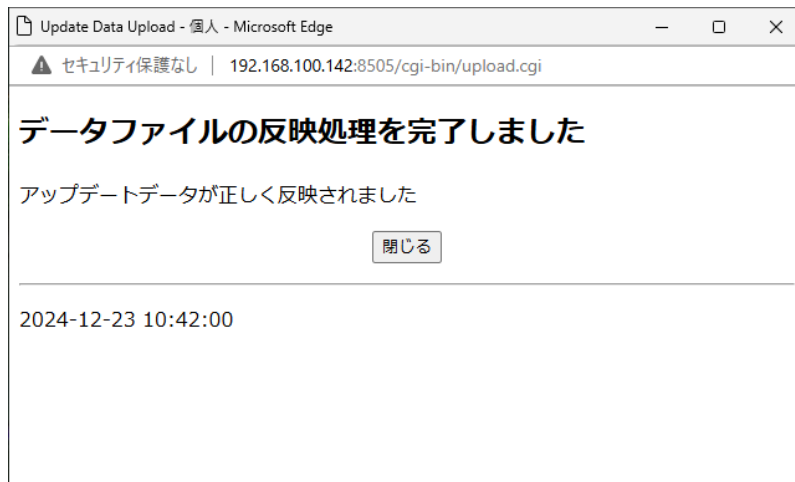 Update Data Upload - 個人 - Microsoft Edge
セキュリティ保護なし | 192.168.100.142:8505/cgi-bin/upload.cgi
データファイルの反映処理を完了しました
アップデートデータが正しく反映されました
閉じる
2024-12-23 10:42:00